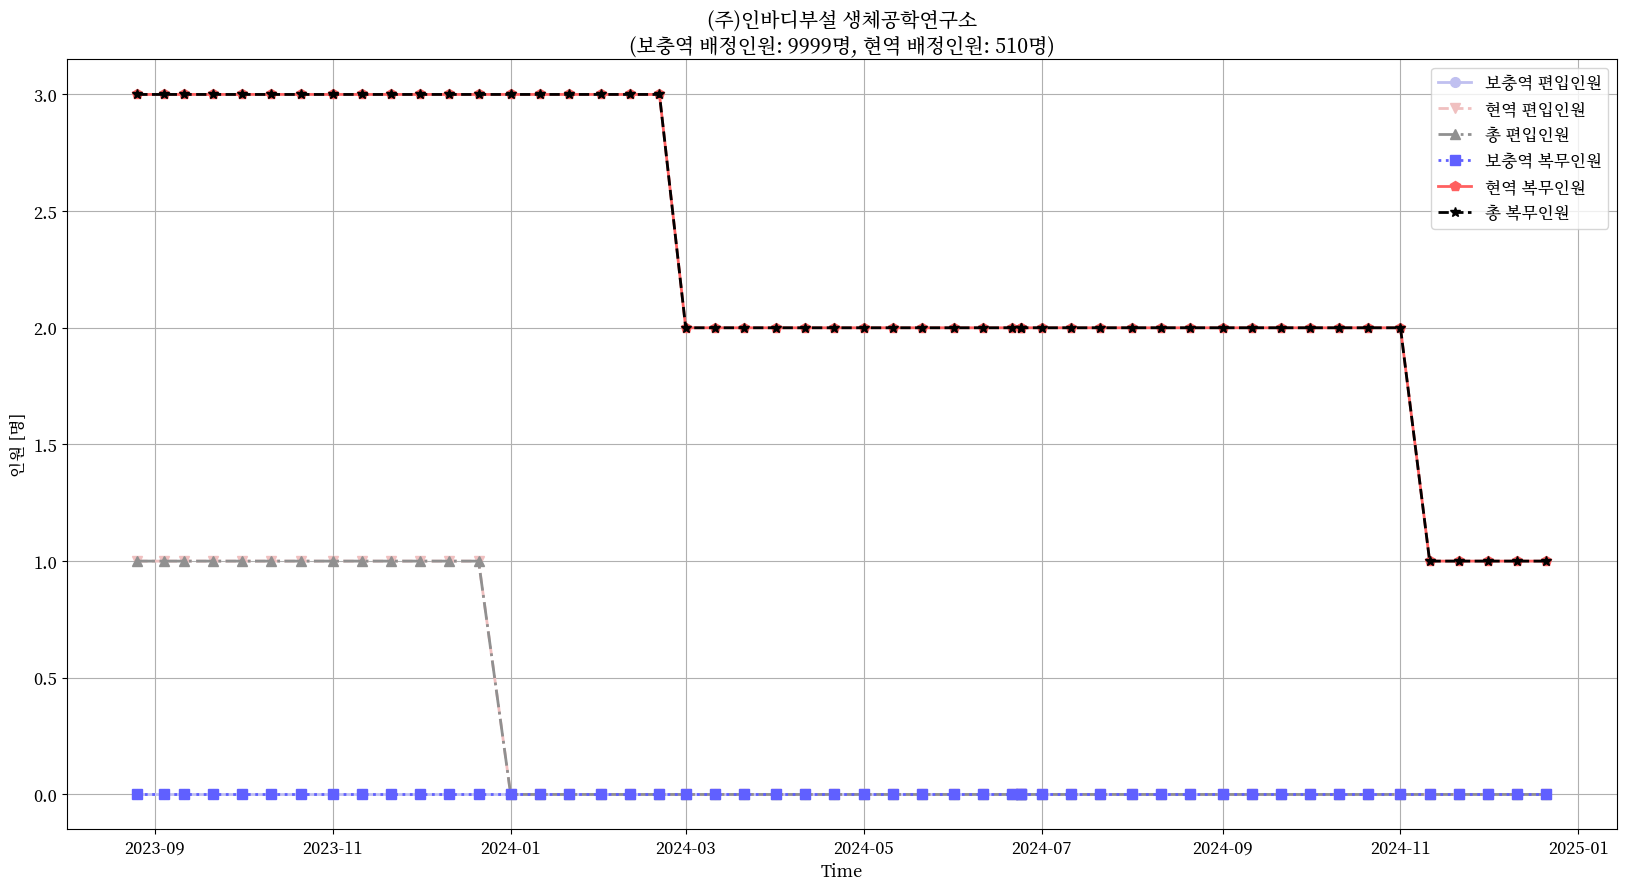 (주)인바디부설 생체공학연구소
(보충역 배정인원: 9999명, 현역 배정인원: 510명)
보충역 편입인원
현역 편입인원
총 편입인원
보충역 복무인원
현역 복무인원
총 복무인원
인원 [명]
3.0
2.5
2.0
1.5
1.0
0.5
0.0
2023-09
2023-11
2024-01
2024-03
2024-05
2024-07
2024-09
2024-11
2025-01
Time